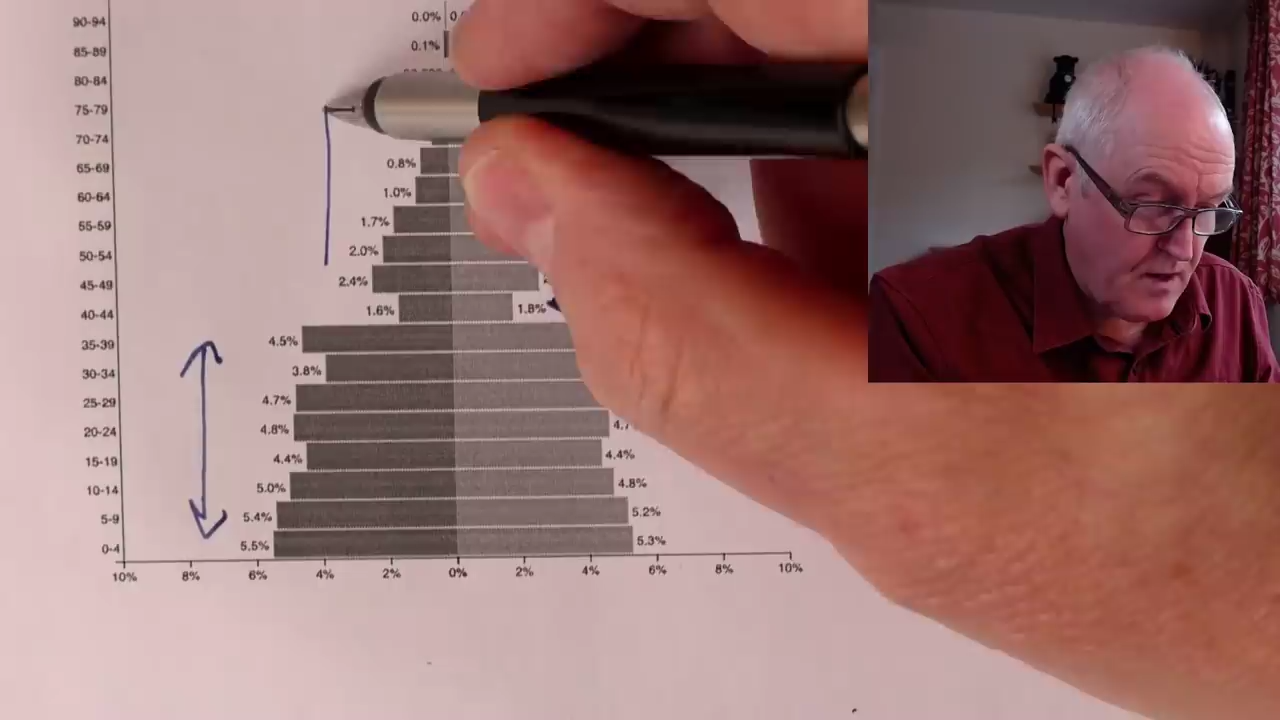 90-94 0.0%
85-89 0.1%
80-84
75-79
70-74
65-69 0.8%
60-64 1.0%
55-59 1.7%
50-54 2.0%
45-49 2.4%
40-44 1.6% 1.8%
35-39 4.5%
30-34 3.8%
25-29 4.7%
20-24 4.8%
15-19 4.4% 4.4%
10-14 5.0% 4.8%
5-9 5.4% 5.2%
0-4 5.5% 5.3%
10% 8% 6% 4% 2% 0% 2% 4% 6% 8% 10%